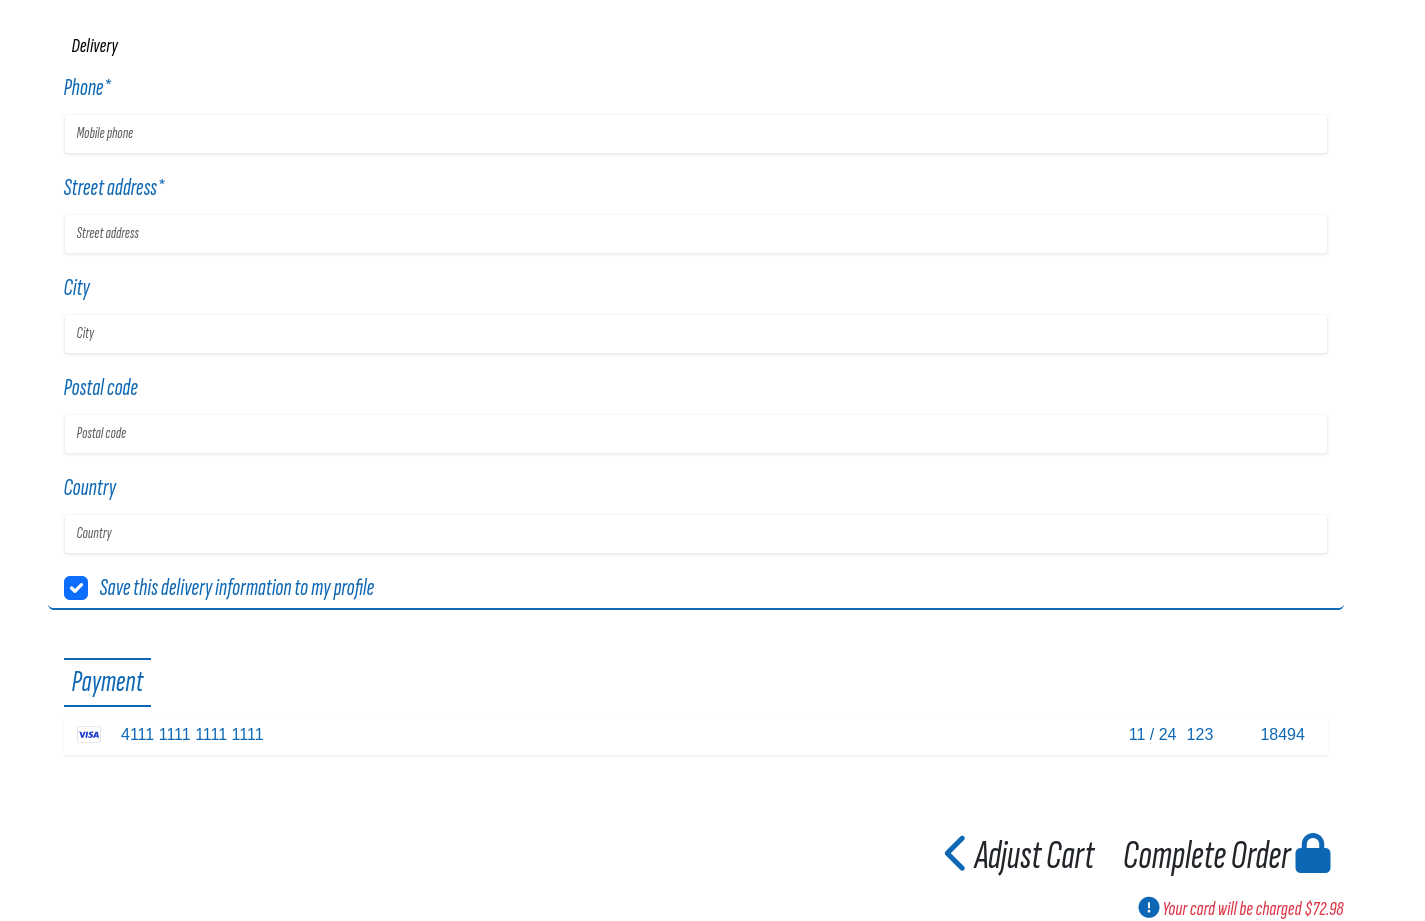 Delivery
Phone*
Mobile phone
Street address*
Street address
City
City
Postal code
Postal code
Country
Country
Save this delivery information to my profile
Payment
VISA 4111 1111 1111 1111 11 / 24 123 18494
Adjust Cart Complete Order
Your card will be charged $72.98